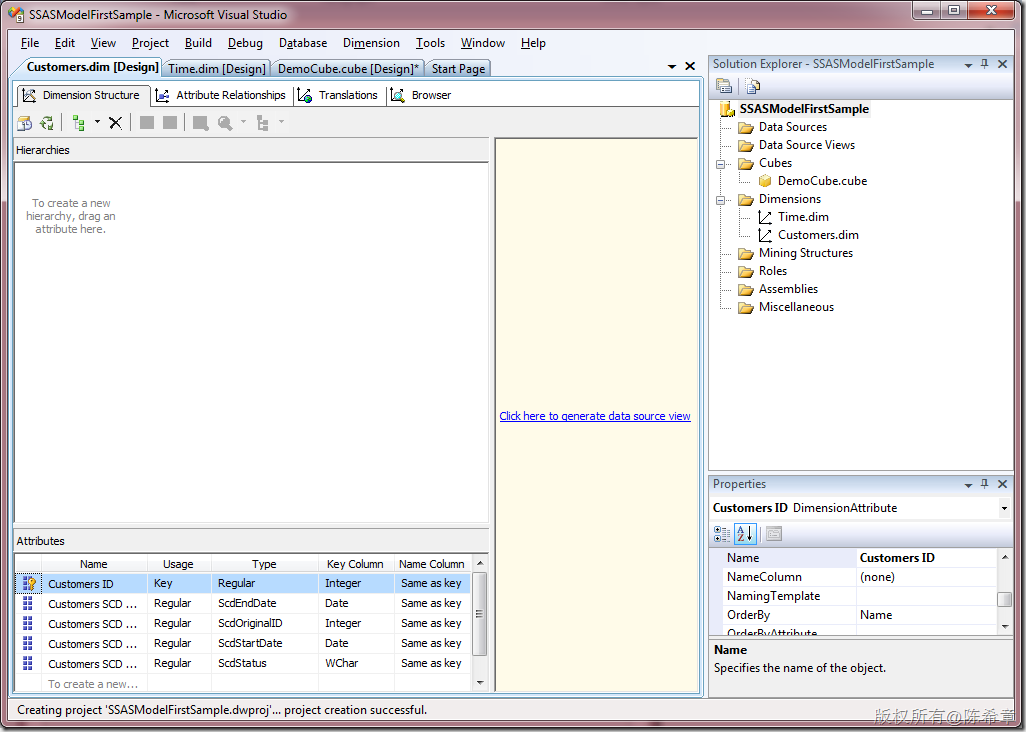 SSASModelFirstSample - Microsoft Visual Studio
File Edit View Project Build Debug Database Dimension Tools Window Help
Customers.dim [Design] Time.dim [Design] DemoCube.cube [Design]* Start Page
Dimension Structure Attribute Relationships Translations Browser
Hierarchies
To create a new
hierarchy, drag an
attribute here.
Click here to generate data source view
Attributes
Name Usage Type Key Column Name Column
Customers ID Key Regular Integer Same as key
Customers SCD ... Regular ScdEndDate Date Same as key
Customers SCD ... Regular ScdOriginalID Integer Same as key
Customers SCD ... Regular ScdStartDate Date Same as key
Customers SCD ... Regular ScdStatus WChar Same as key
To create a new...
Solution Explorer - SSASModelFirstSample
SSASModelFirstSample
Data Sources
Data Source Views
Cubes
DemoCube.cube
Dimensions
Time.dim
Customers.dim
Mining Structures
Roles
Assemblies
Miscellaneous
Properties
Customers ID DimensionAttribute
Name Customers ID
NameColumn (none)
NamingTemplate
OrderBy Name
OrderByAttribute
Name
Specifies the name of the object.
Creating project 'SSASModelFirstSample.dwproj'... project creation successful.
版权所有@陈希章